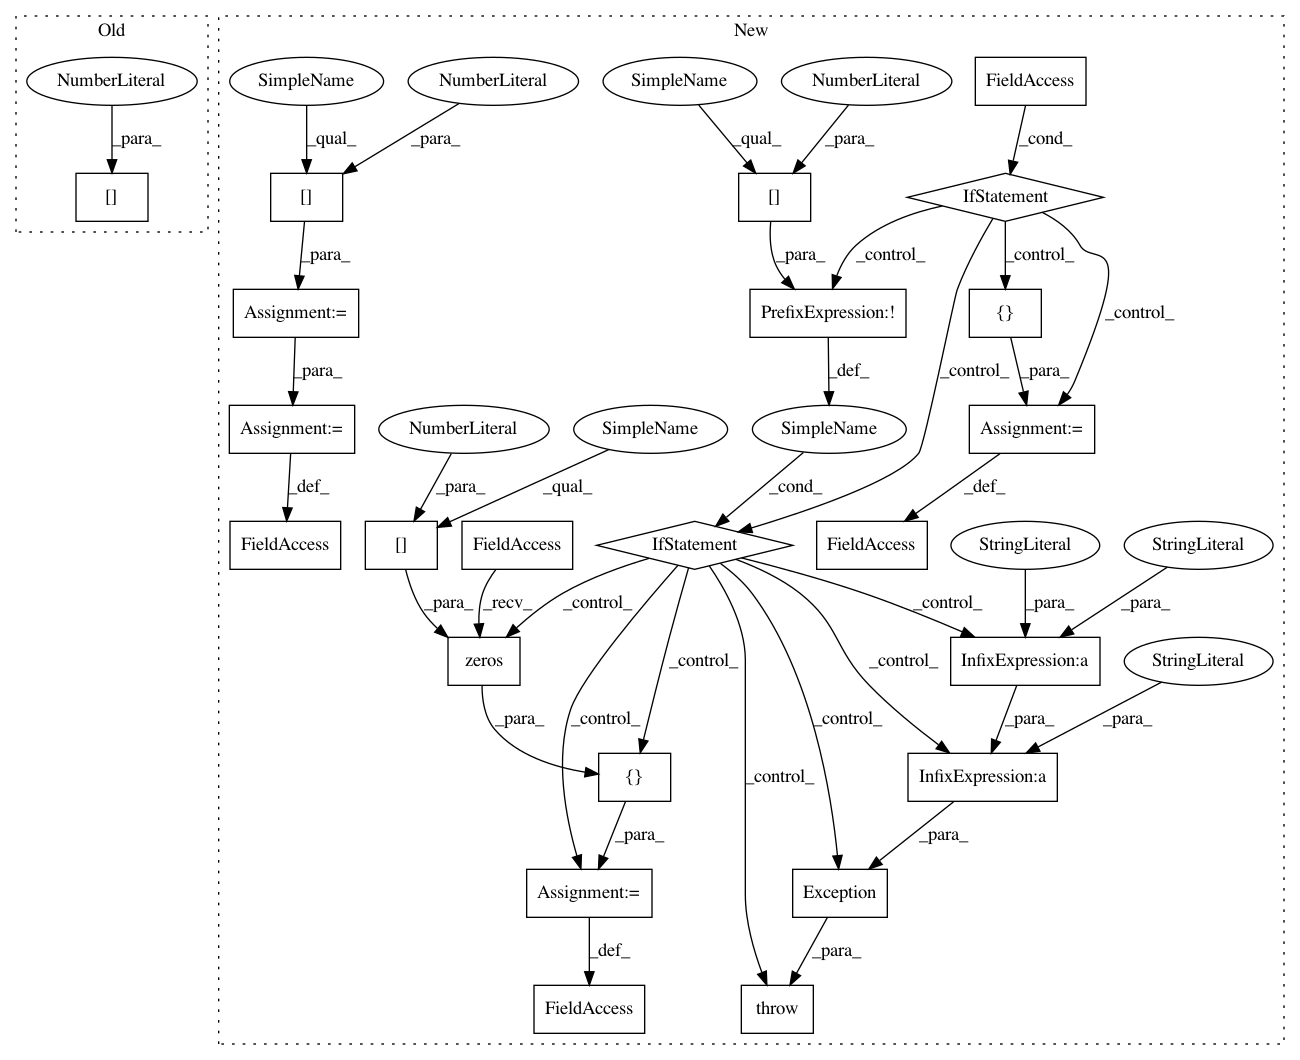 Old
New
NumberLiteral
SimpleName
NumberLiteral
SimpleName
NumberLiteral
FieldAccess
_para_
_qual_
_para_
_qual_
_para_
_cond_
[]
[]
[]
IfStatement
_para_
_para_
_control_
_control_
_control_
Assignment:=
PrefixExpression:!
{}
_para_
_def_
_control_
_para_
Assignment:=
NumberLiteral
SimpleName
SimpleName
Assignment:=
_def_
_para_
_qual_
_cond_
_def_
FieldAccess
[]
FieldAccess
IfStatement
FieldAccess
StringLiteral
StringLiteral
_para_
_recv_
_control_
_control_
_para_
_para_
zeros
_control_
_control_
InfixExpression:a
StringLiteral
_para_
_control_
_control_
_para_
_para_
{}
_control_
InfixExpression:a
_para_
_para_
Assignment:=
Exception
_def_
_para_
FieldAccess
throw